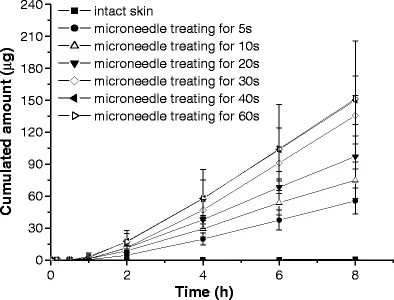 Cumulated amount (μg)
240
210
180
150
120
90
60
30
0
intact skin
microneedle treating for 5s
microneedle treating for 10s
microneedle treating for 20s
microneedle treating for 30s
microneedle treating for 40s
microneedle treating for 60s
0 2 4 6 8
Time (h)